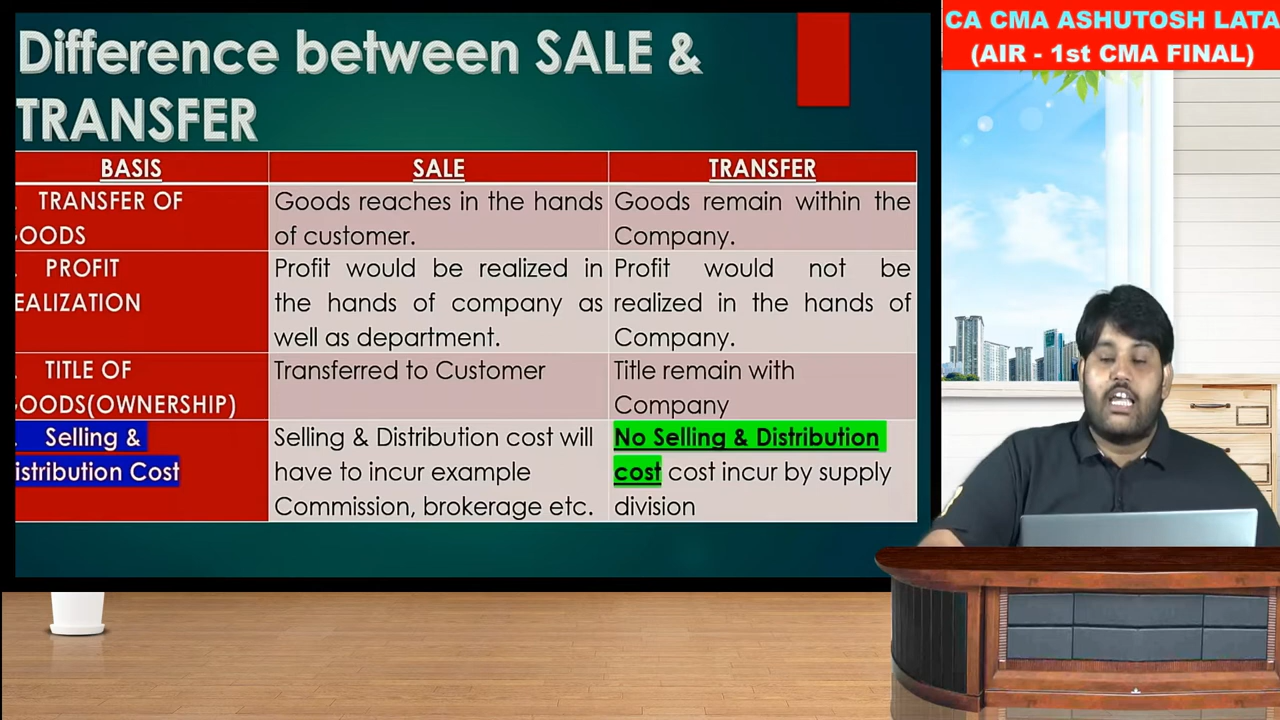 CA CMA ASHUTOSH LATA
(AIR - 1st CMA FINAL)
Difference between SALE &
TRANSFER
BASIS SALE TRANSFER
. TRANSFER OF
OODS
Goods reaches in the hands
of customer.
Goods remain within the
Company.
. PROFIT
EALIZATION
Profit would be realized in
the hands of company as
well as department.
Profit would not be
realized in the hands of
Company.
. TITLE OF
OODS(OWNERSHIP)
Transferred to Customer
Title remain with
Company
. Selling &
istribution Cost
Selling & Distribution cost will
have to incur example
Commission, brokerage etc.
No Selling & Distribution
cost cost incur by supply
division